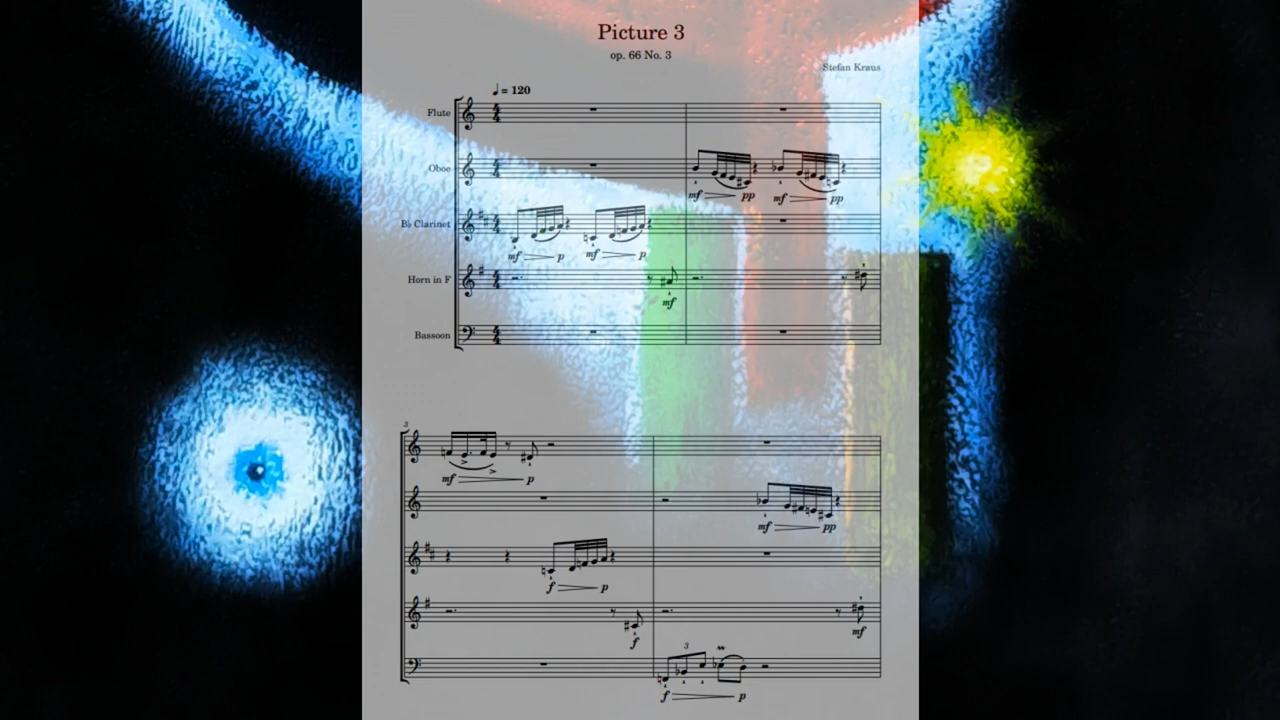 Picture 3
op. 66 No. 3
Stefan Kraus
♩ = 120
Flute
Oboe
mf pp mf pp
B♭ Clarinet
mf p mf p
Horn in F
mf
Bassoon
3
mf p
mf pp
f p
f mf
3
f p